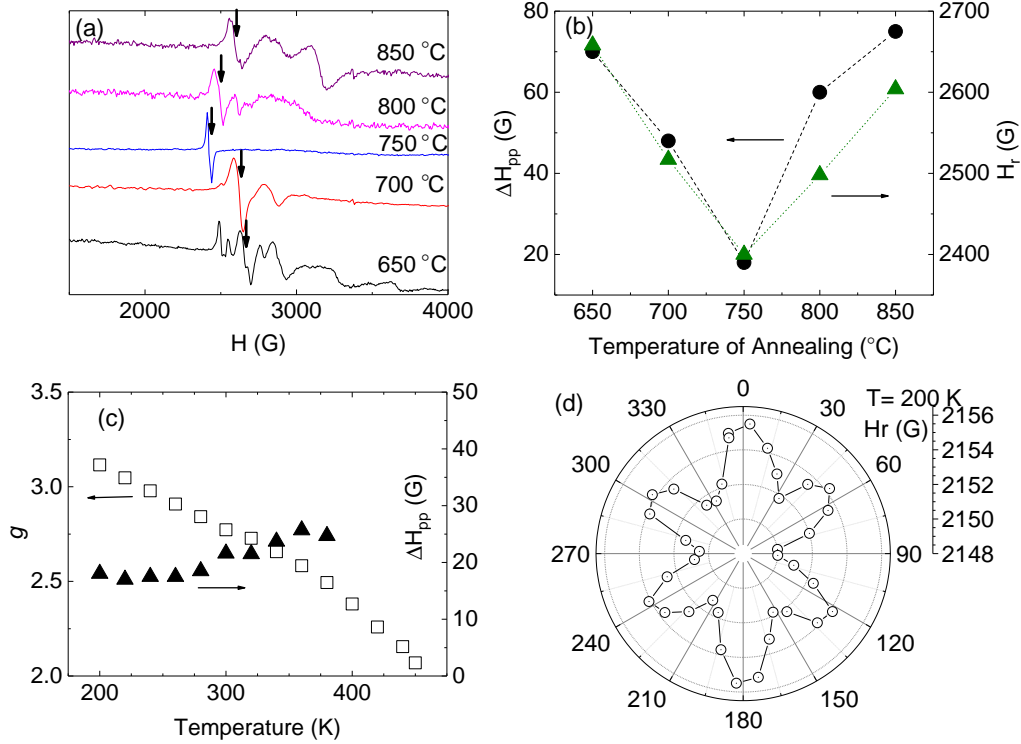 (a)
850 °C
800 °C
750 °C
700 °C
650 °C
2000
3000
4000
H (G)
(b)
80
60
40
20
ΔHpp (G)
2700
2600
2500
2400
Hr (G)
650 700 750 800 850
Temperature of Annealing (°C)
(c)
3.5
3.0
2.5
2.0
g
50
40
30
20
10
0
ΔHpp (G)
200
300
400
Temperature (K)
(d)
T= 200 K
Hr (G)
0
30
60
90
120
150
180
210
240
270
300
330
2156
2154
2152
2150
2148